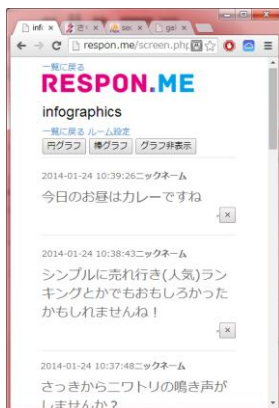 infi
さく
sec
gal
respon.me/screen.php
一覧に戻る
RESPON.ME
infographics
一覧に戻る ルーム設定
円グラフ 棒グラフ グラフ非表示
2014-01-24 10:39:26ニックネーム
今日のお昼はカレーですね
×
2014-01-24 10:38:43ニックネーム
シンプルに売れ行き(人気)ラン
キングとかでもおもしろかった
かもしれませんね！
×
2014-01-24 10:37:48ニックネーム
さっきからニワトリの鳴き声が
しませんか？